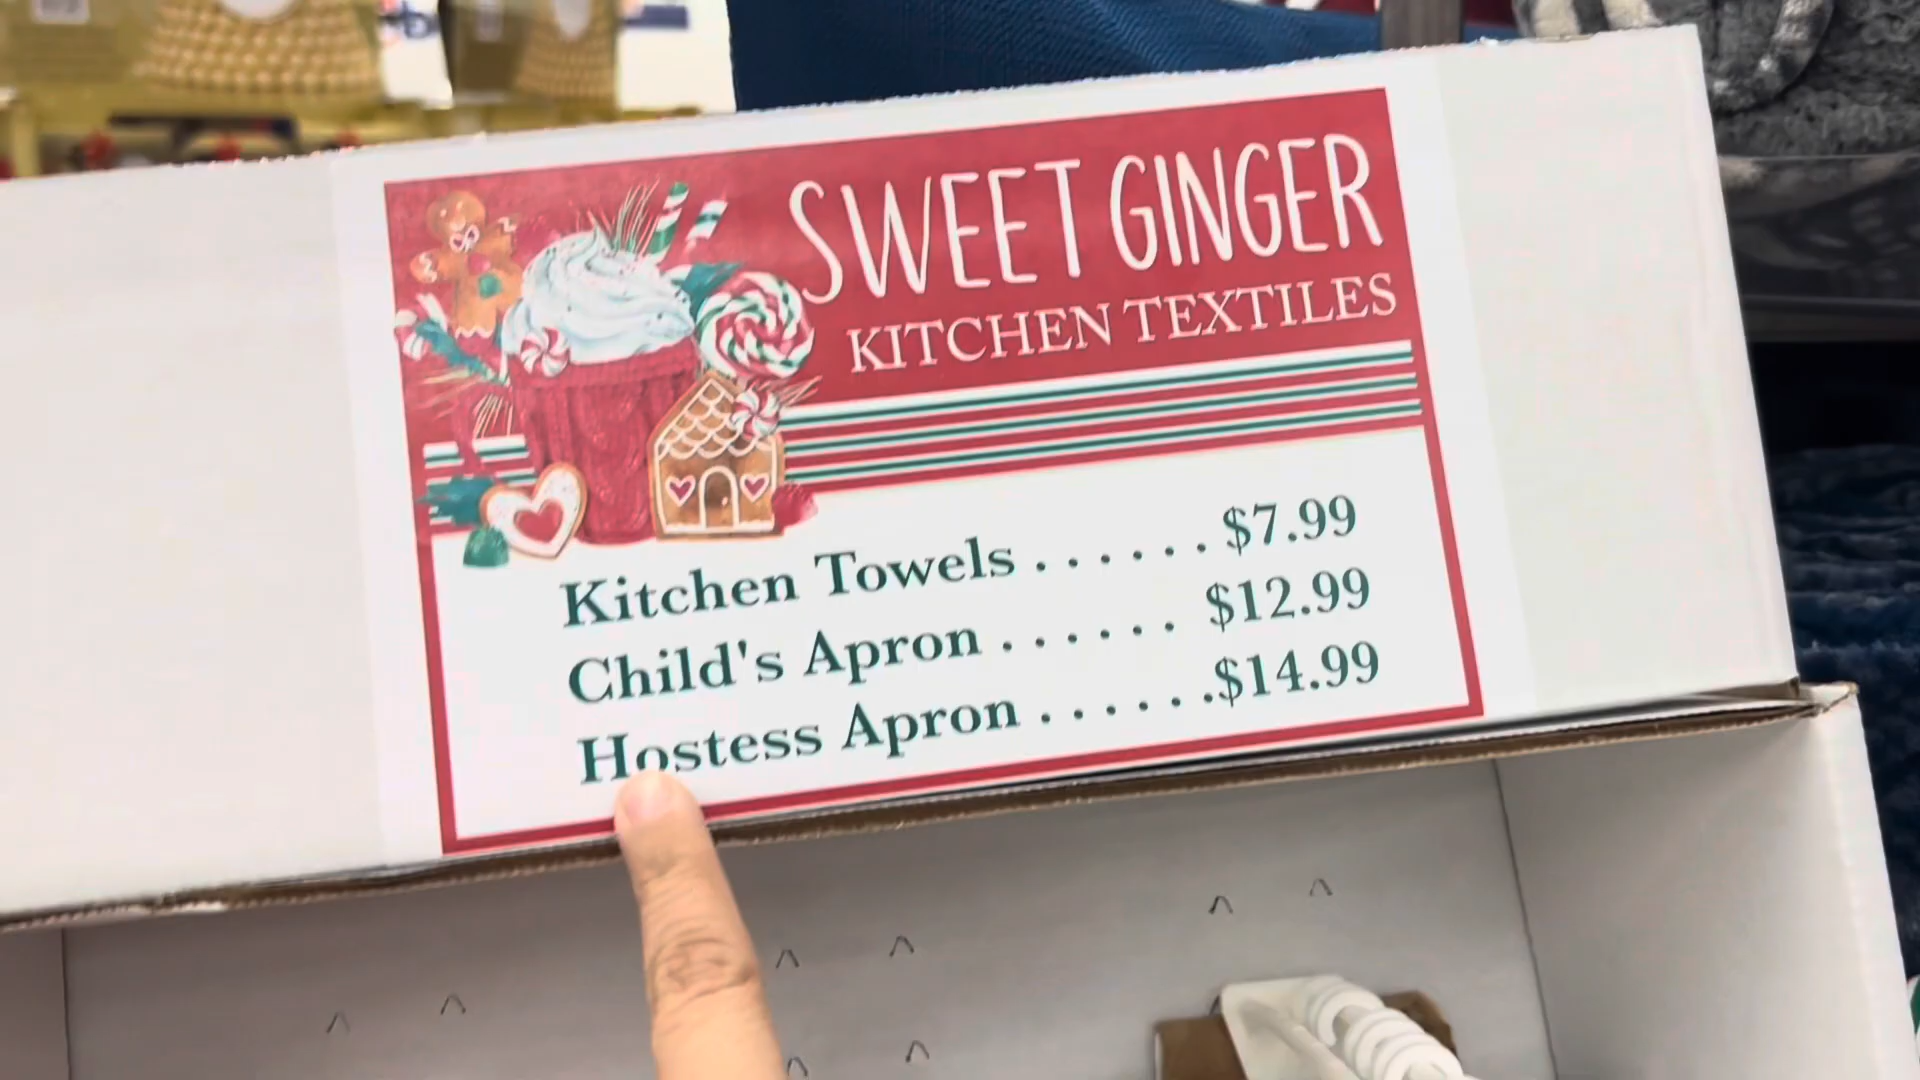 SWEET GINGER
KITCHEN TEXTILES
Kitchen Towels . . . . . . $7.99
Child's Apron . . . . . . $12.99
Hostess Apron . . . . . .$14.99